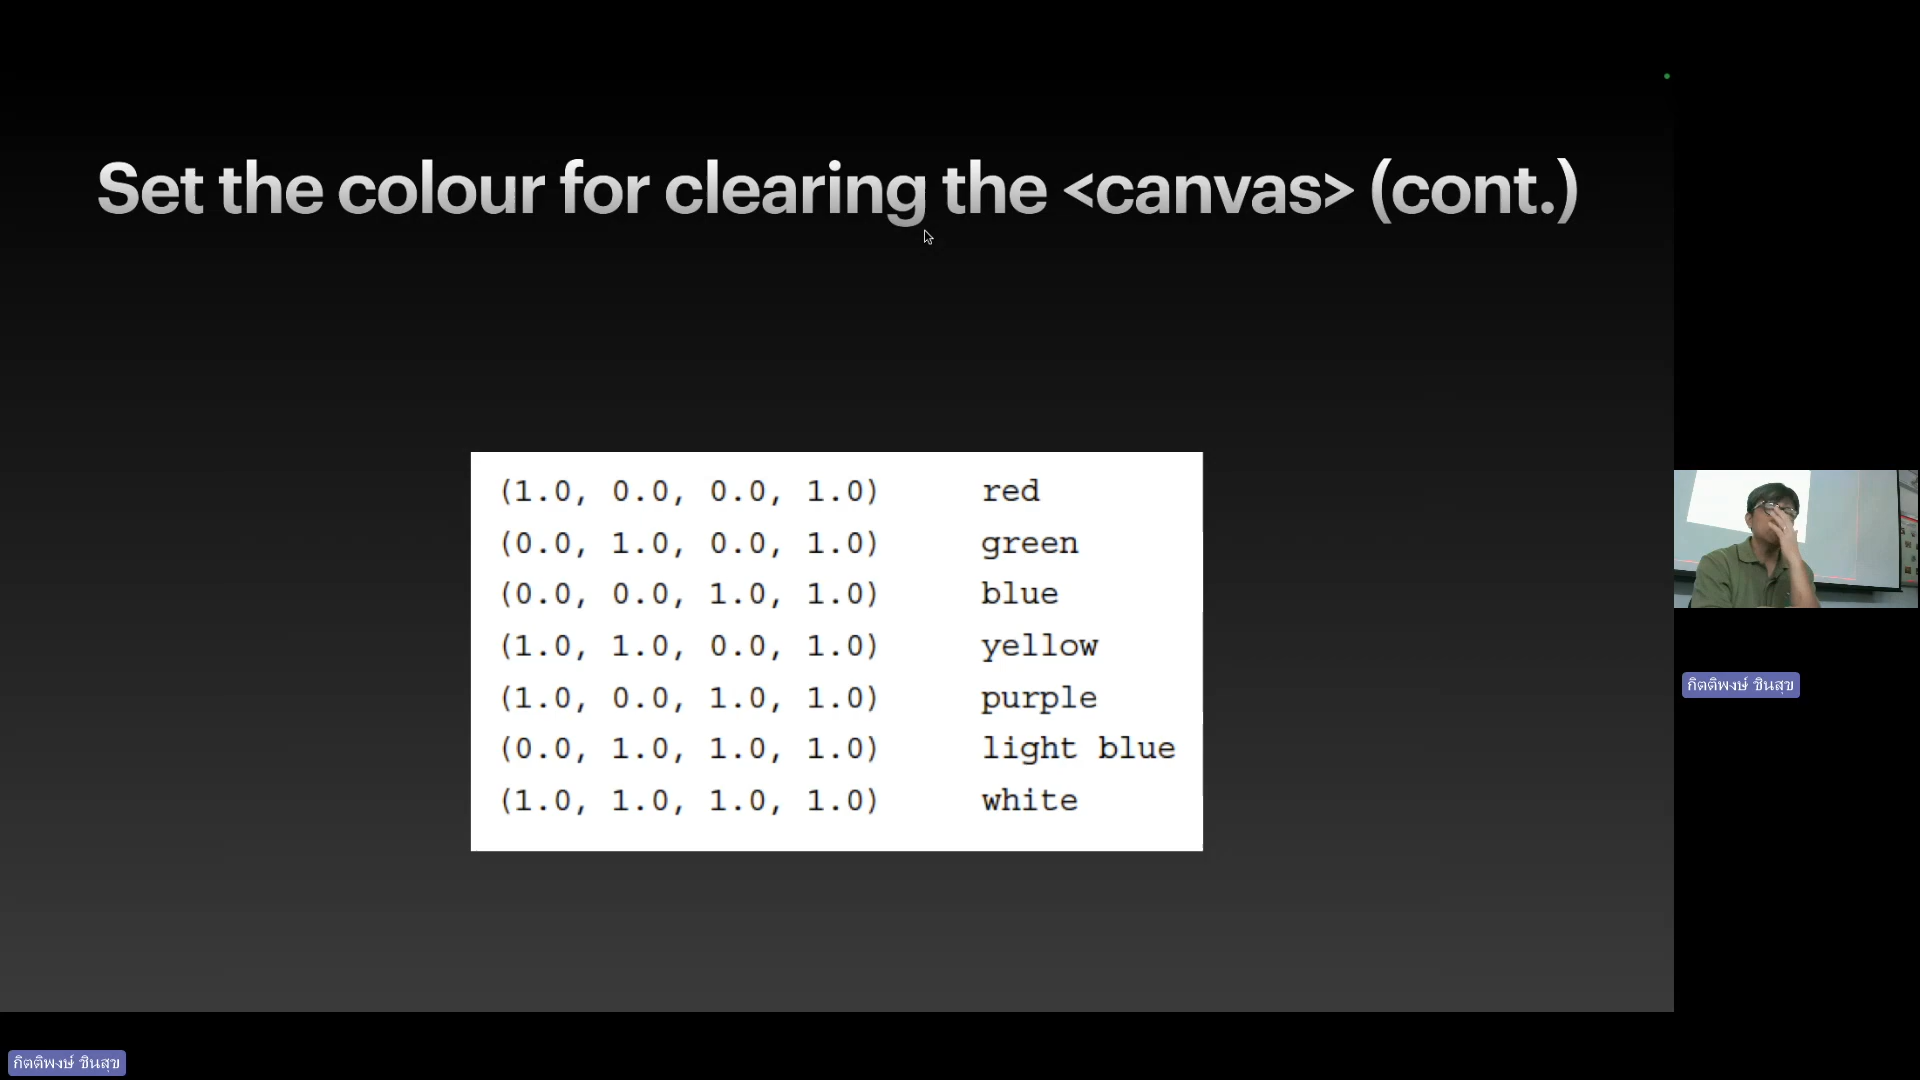 Set the colour for clearing the <canvas> (cont.)
(1.0, 0.0, 0.0, 1.0) red
(0.0, 1.0, 0.0, 1.0) green
(0.0, 0.0, 1.0, 1.0) blue
(1.0, 1.0, 0.0, 1.0) yellow
(1.0, 0.0, 1.0, 1.0) purple
(0.0, 1.0, 1.0, 1.0) light blue
(1.0, 1.0, 1.0, 1.0) white
กิตติพงษ์ ชินสุข
กิตติพงษ์ ชินสุข